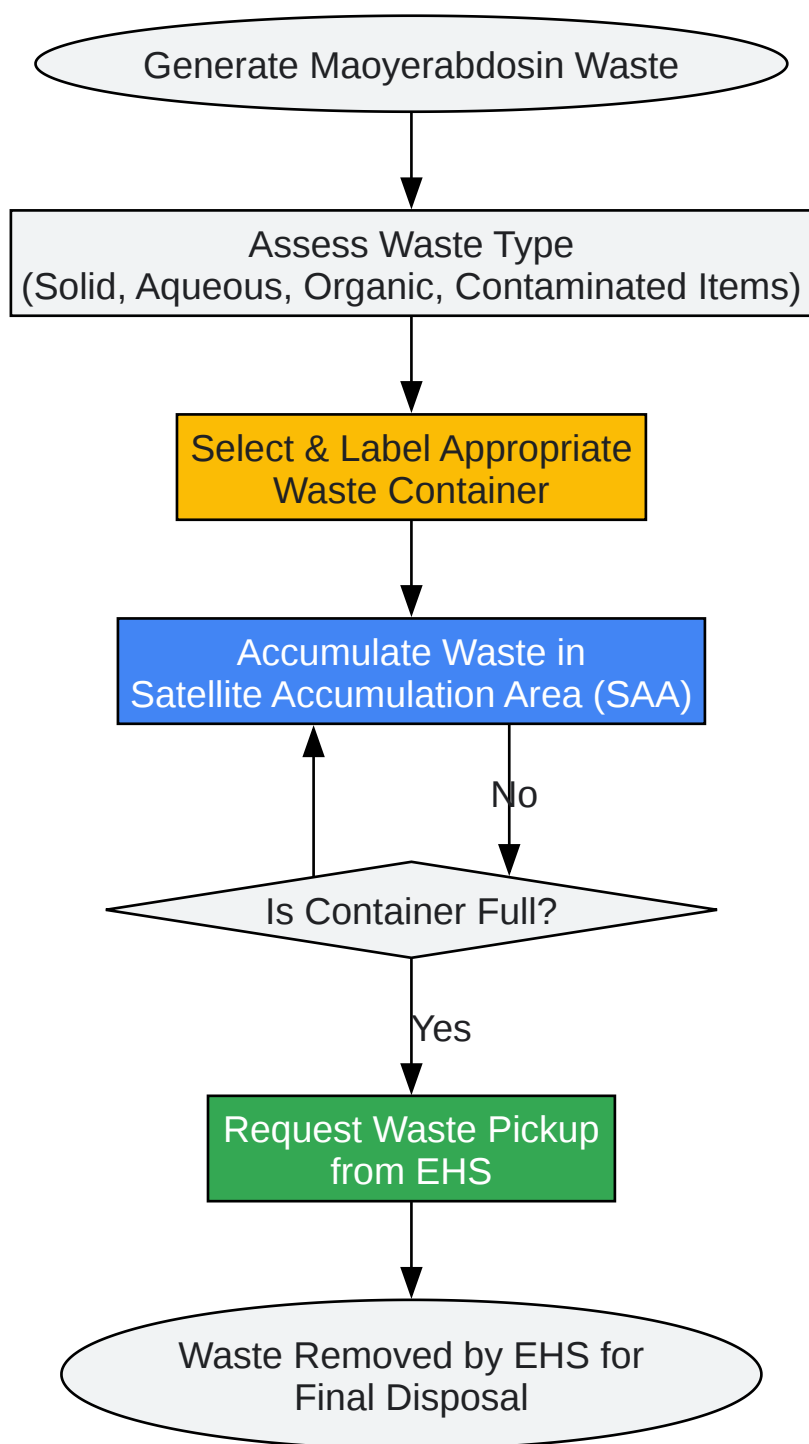 Generate Maoyerabdosin Waste
Assess Waste Type
(Solid, Aqueous, Organic, Contaminated Items)
Select & Label Appropriate
Waste Container
Accumulate Waste in
Satellite Accumulation Area (SAA)
No
Is Container Full?
Yes
Request Waste Pickup
from EHS
Waste Removed by EHS for
Final Disposal